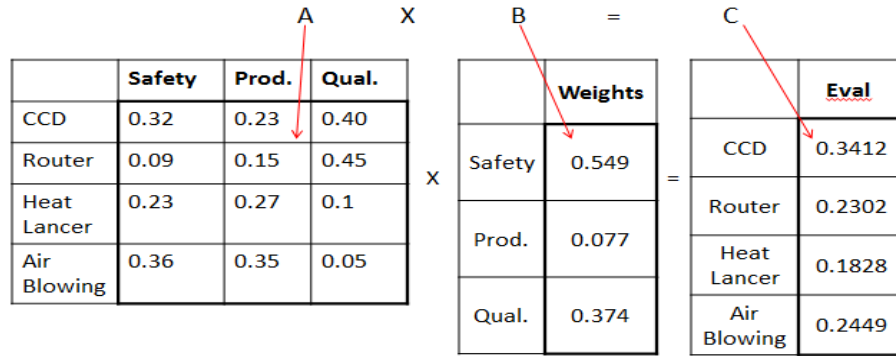 A X B = C
Safety Prod. Qual.
CCD 0.32 0.23 0.40
Router 0.09 0.15 0.45
Heat
Lancer 0.23 0.27 0.1
Air
Blowing 0.36 0.35 0.05
X
Weights
Safety 0.549
Prod. 0.077
Qual. 0.374
=
Eval
CCD 0.3412
Router 0.2302
Heat
Lancer 0.1828
Air
Blowing 0.2449